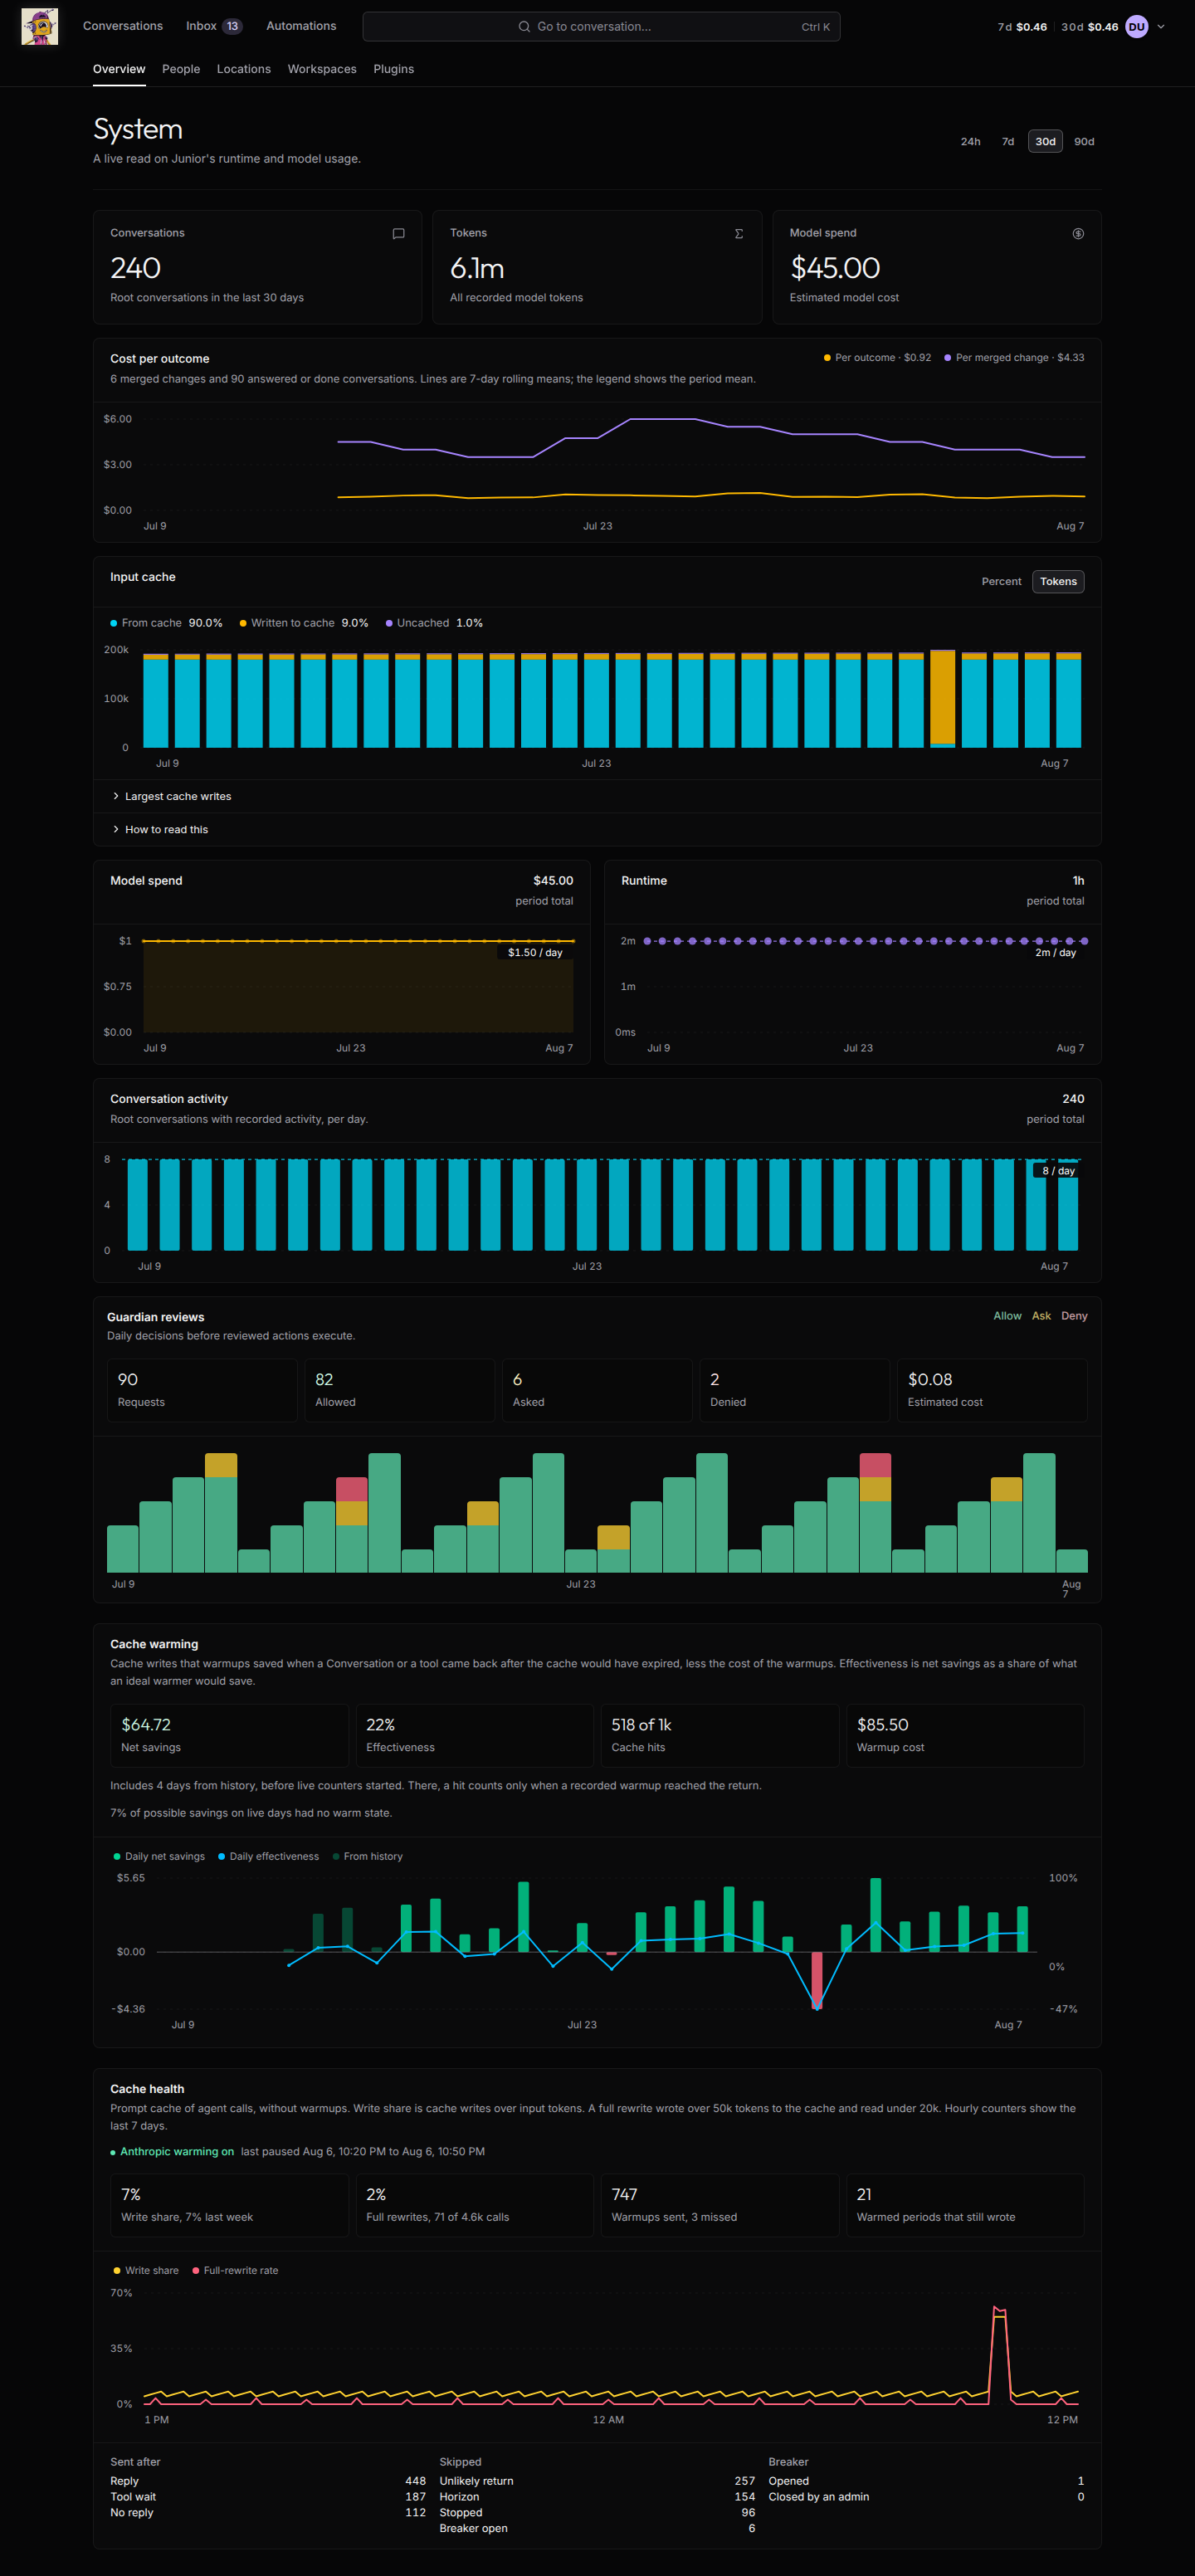 Conversations
Inbox 13
Automations
Go to conversation...
Ctrl K
7d $0.46
30d $0.46
DU
Overview
People
Locations
Workspaces
Plugins
System
A live read on Junior's runtime and model usage.
24h
7d
30d
90d
Conversations
240
Root conversations in the last 30 days
Tokens
6.1m
All recorded model tokens
Model spend
$45.00
Estimated model cost
Cost per outcome
6 merged changes and 90 answered or done conversations. Lines are 7-day rolling means; the legend shows the period mean.
Per outcome · $0.92
Per merged change · $4.33
$6.00
$3.00
$0.00
Jul 9
Jul 23
Aug 7
Input cache
Percent
Tokens
From cache 90.0%
Written to cache 9.0%
Uncached 1.0%
200k
100k
0
Jul 9
Jul 23
Aug 7
Largest cache writes
How to read this
Model spend
$45.00
period total
$1
$1.50 / day
$0.75
$0.00
Jul 9
Jul 23
Aug 7
Runtime
1h
period total
2m
2m / day
1m
0ms
Jul 9
Jul 23
Aug 7
Conversation activity
Root conversations with recorded activity, per day.
240
period total
8
8 / day
4
0
Jul 9
Jul 23
Aug 7
Guardian reviews
Daily decisions before reviewed actions execute.
Allow
Ask
Deny
90
Requests
82
Allowed
6
Asked
2
Denied
$0.08
Estimated cost
Jul 9
Jul 23
Aug
7
Cache warming
Cache writes that warmups saved when a Conversation or a tool came back after the cache would have expired, less the cost of the warmups. Effectiveness is net savings as a share of what
an ideal warmer would save.
$64.72
Net savings
22%
Effectiveness
518 of 1k
Cache hits
$85.50
Warmup cost
Includes 4 days from history, before live counters started. There, a hit counts only when a recorded warmup reached the return.
7% of possible savings on live days had no warm state.
Daily net savings
Daily effectiveness
From history
$5.65
100%
$0.00
0%
-$4.36
-47%
Jul 9
Jul 23
Aug 7
Cache health
Prompt cache of agent calls, without warmups. Write share is cache writes over input tokens. A full rewrite wrote over 50k tokens to the cache and read under 20k. Hourly counters show the
last 7 days.
Anthropic warming on last paused Aug 6, 10:20 PM to Aug 6, 10:50 PM
7%
Write share, 7% last week
2%
Full rewrites, 71 of 4.6k calls
747
Warmups sent, 3 missed
21
Warmed periods that still wrote
Write share
Full-rewrite rate
70%
35%
0%
1 PM
12 AM
12 PM
Sent after
Reply 448
Tool wait 187
No reply 112
Skipped
Unlikely return 257
Horizon 154
Stopped 96
Breaker open 6
Breaker
Opened 1
Closed by an admin 0